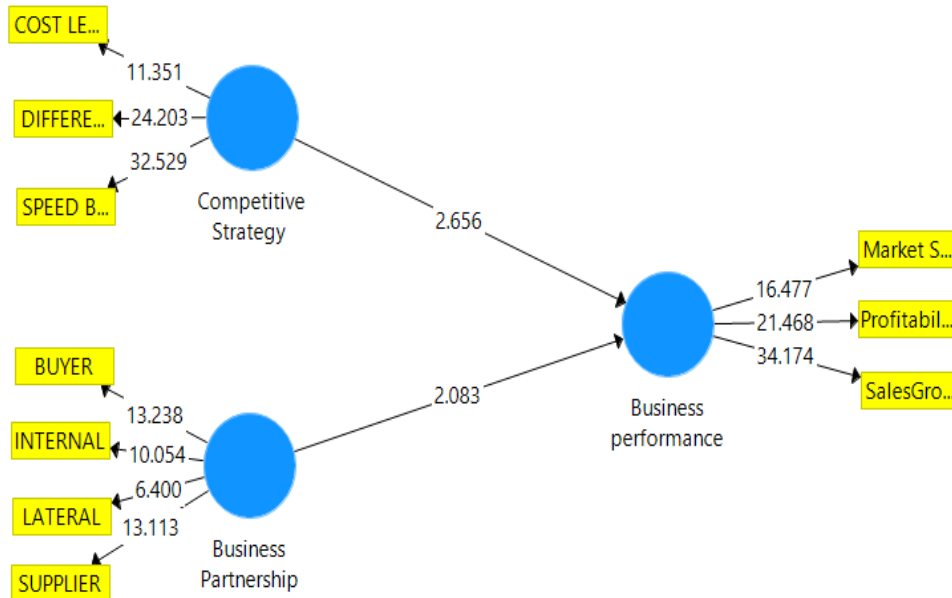 COST LE...
11.351
DIFFERE...
24.203
32.529
SPEED B...
Competitive
Strategy
2.656
Market S...
16.477
Profitabil...
21.468
34.174
SalesGro...
Business
performance
BUYER
13.238
INTERNAL
10.054
6.400
LATERAL
13.113
SUPPLIER
2.083
Business
Partnership